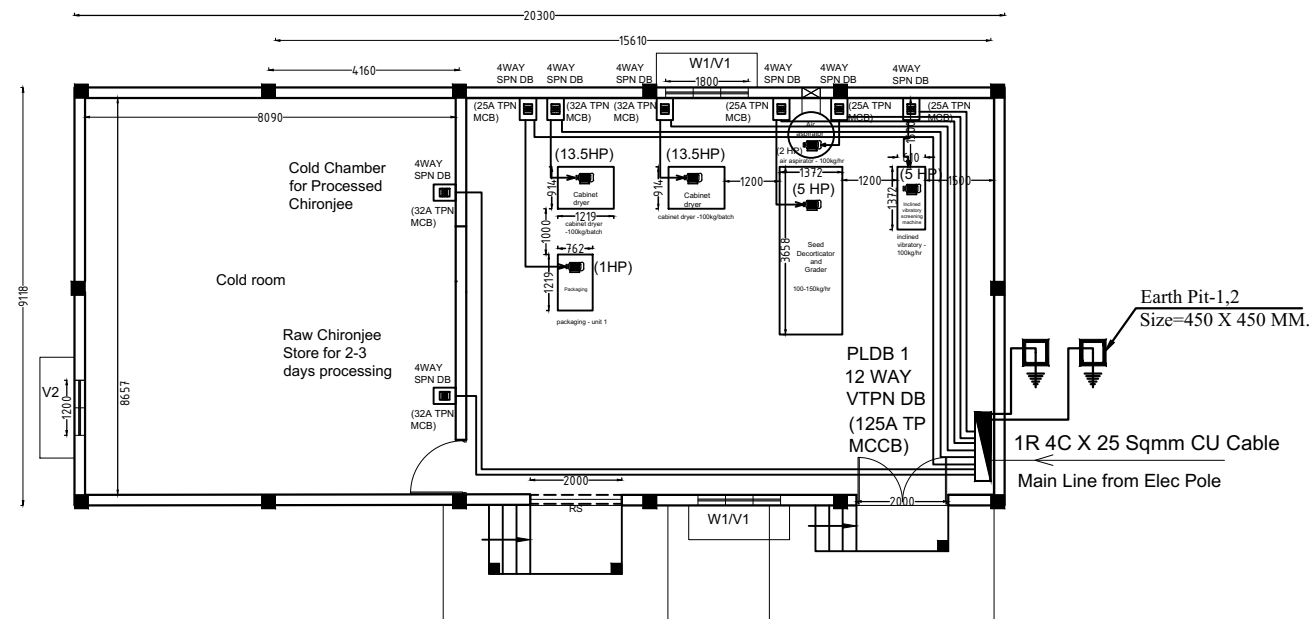 20300
15610
4160
4WAY
SPN DB
4WAY
SPN DB
4WAY
SPN DB
W1/V1
1800
4WAY
SPN DB
4WAY
SPN DB
4WAY
SPN DB
(25A TPN
MCB)
(32A TPN
MCB)
(32A TPN
MCB)
(25A TPN
MCB)
(25A TPN
MCB)
(25A TPN
MCB)
8090
Air
aspirator
(2 HP)
air aspirator - 100kg/hr
1300
610
Cold Chamber
for Processed
Chironjee
4WAY
SPN DB
(32A TPN
MCB)
(13.5HP)
914
Cabinet
dryer
1219
cabinet dryer
-100kg/batch
(13.5HP)
914
Cabinet
dryer
cabinet dryer -100kg/batch
1200
1372
(5 HP)
3658
Seed
Decorticator
and
Grader
100-150kg/hr
1200
(5 HP)
1372
Inclined
vibratory
screening
machine
inclined
vibratory -
100kg/hr
1500
1000
762
(1HP)
1219
Packaging
packaging - unit 1
Cold room
9118
8657
Raw Chironjee
Store for 2-3
days processing
4WAY
SPN DB
(32A TPN
MCB)
V2
1200
PLDB 1
12 WAY
VTPN DB
(125A TP
MCCB)
Earth Pit-1,2
Size=450 X 450 MM.
1R 4C X 25 Sqmm CU Cable
Main Line from Elec Pole
2000
RS
W1/V1
2000